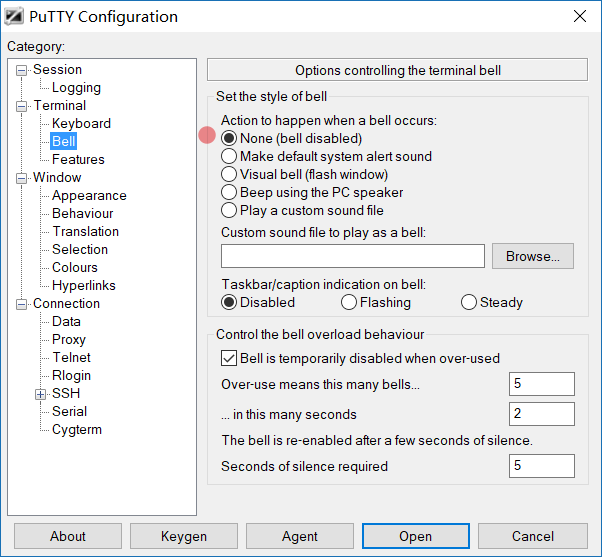 PuTTY Configuration
Category:
Session
Logging
Terminal
Keyboard
Bell
Features
Window
Appearance
Behaviour
Translation
Selection
Colours
Hyperlinks
Connection
Data
Proxy
Telnet
Rlogin
SSH
Serial
Cygterm
Options controlling the terminal bell
Set the style of bell
Action to happen when a bell occurs:
None (bell disabled)
Make default system alert sound
Visual bell (flash window)
Beep using the PC speaker
Play a custom sound file
Custom sound file to play as a bell:
Browse...
Taskbar/caption indication on bell:
Disabled Flashing Steady
Control the bell overload behaviour
Bell is temporarily disabled when over-used
Over-use means this many bells... 5
... in this many seconds 2
The bell is re-enabled after a few seconds of silence.
Seconds of silence required 5
About Keygen Agent Open Cancel